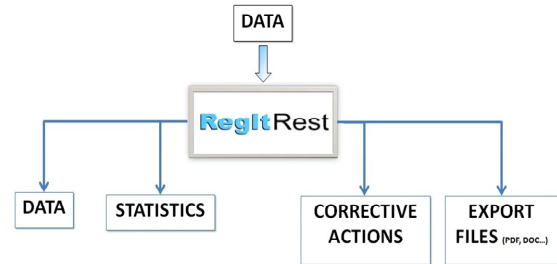 DATA
RegItRest
DATA
STATISTICS
CORRECTIVE
ACTIONS
EXPORT
FILES (PDF, DOC...)